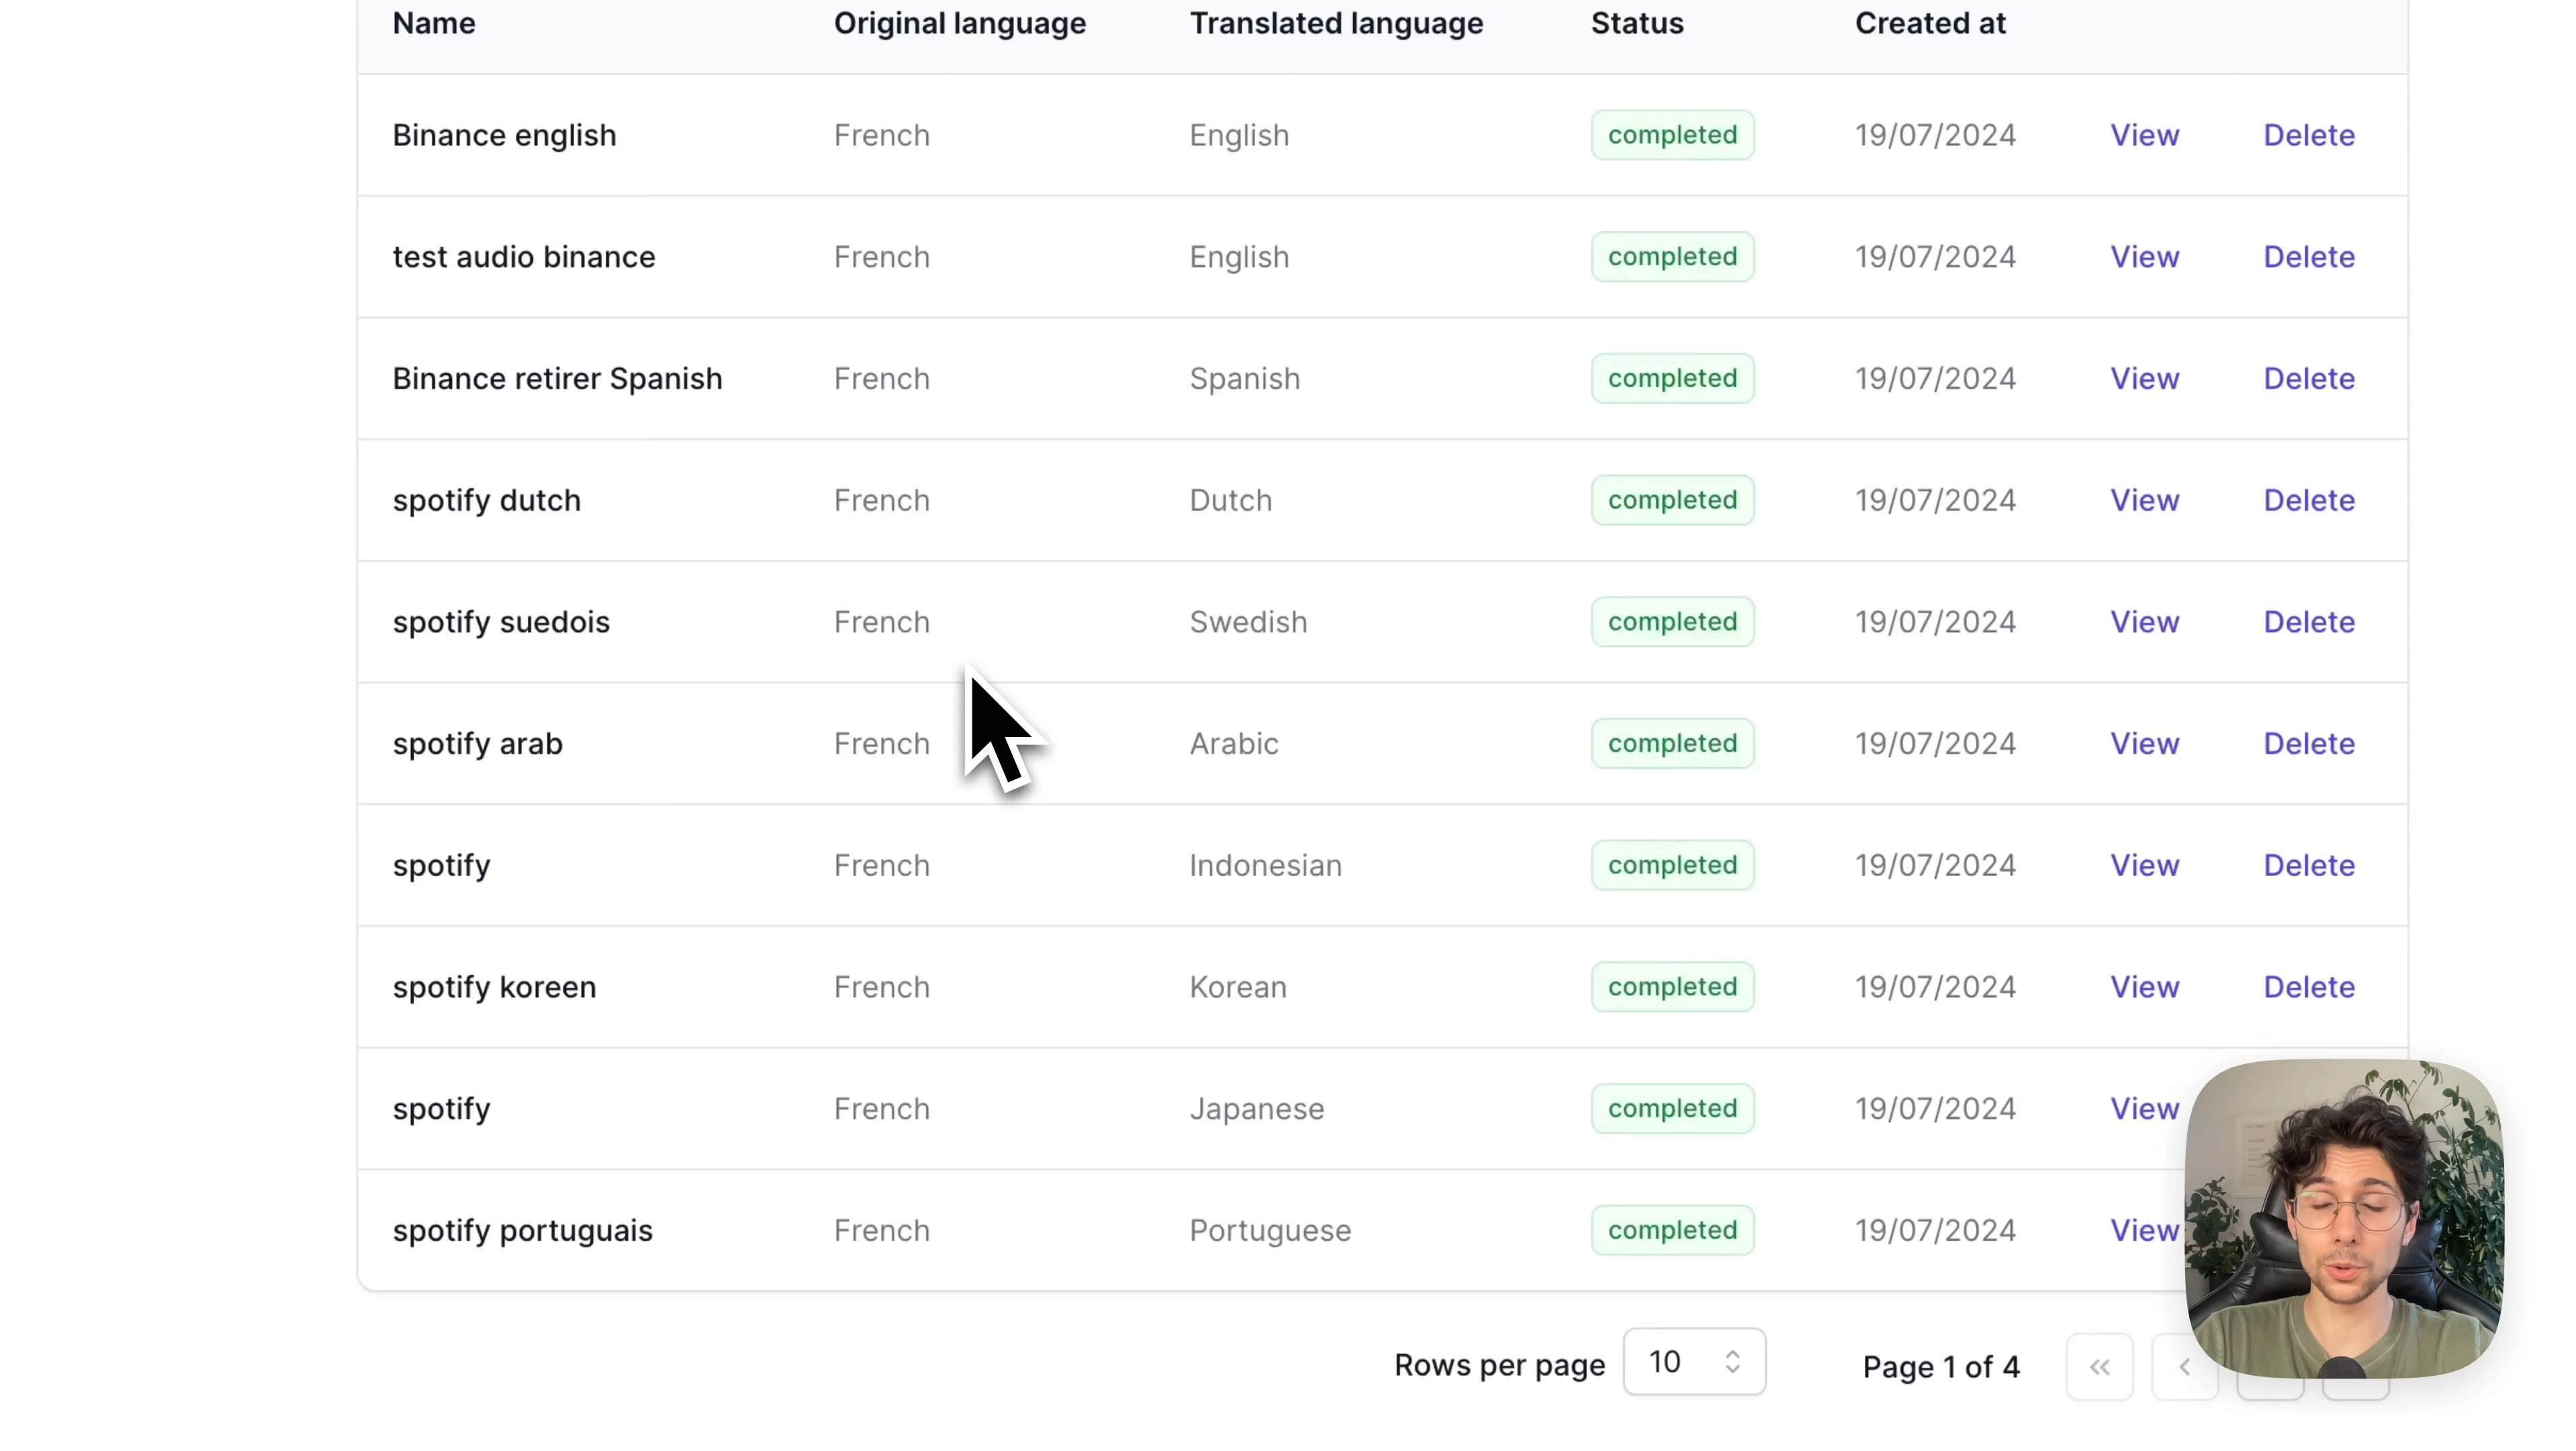 Name Original language Translated language Status Created at
Binance english French English completed 19/07/2024 View Delete
test audio binance French English completed 19/07/2024 View Delete
Binance retirer Spanish French Spanish completed 19/07/2024 View Delete
spotify dutch French Dutch completed 19/07/2024 View Delete
spotify suedois French Swedish completed 19/07/2024 View Delete
spotify arab French Arabic completed 19/07/2024 View Delete
spotify French Indonesian completed 19/07/2024 View Delete
spotify koreen French Korean completed 19/07/2024 View Delete
spotify French Japanese completed 19/07/2024 View
spotify portuguais French Portuguese completed 19/07/2024 View
Rows per page 10 Page 1 of 4